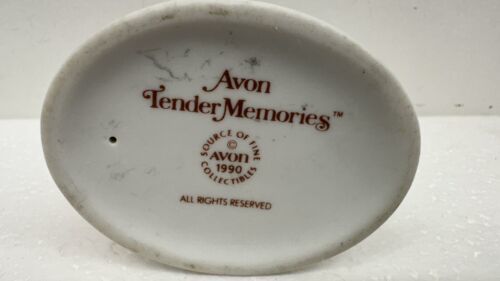 Avon
Tender Memories™
SOURCE OF FINE
©
AVON
1990
COLLECTIBLES
ALL RIGHTS RESERVED